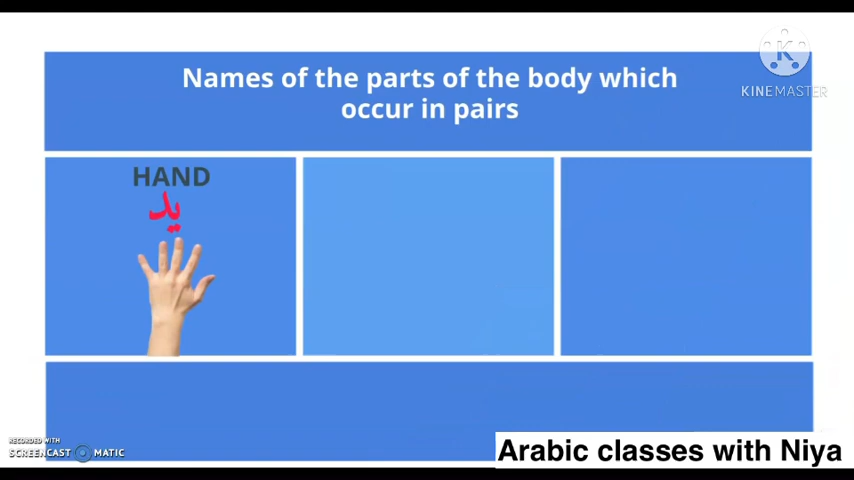 Names of the parts of the body which
occur in pairs
KINEMASTER
HAND
يد
RECORDED WITH
SCREENCAST MATIC
Arabic classes with Niya